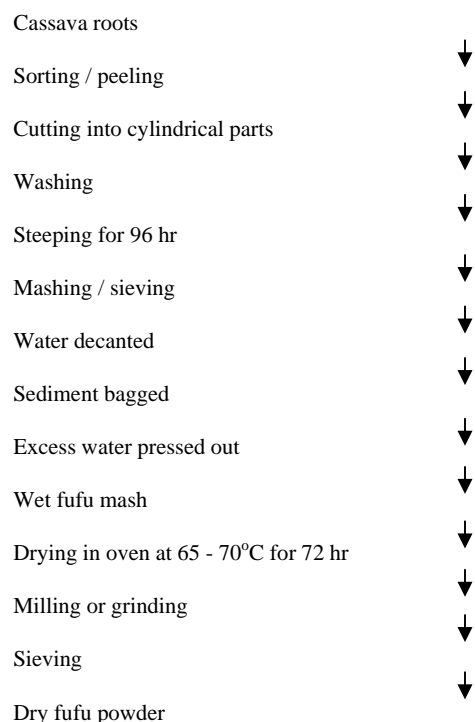 Cassava roots
Sorting / peeling
Cutting into cylindrical parts
Washing
Steeping for 96 hr
Mashing / sieving
Water decanted
Sediment bagged
Excess water pressed out
Wet fufu mash
Drying in oven at 65 - 70°C for 72 hr
Milling or grinding
Sieving
Dry fufu powder